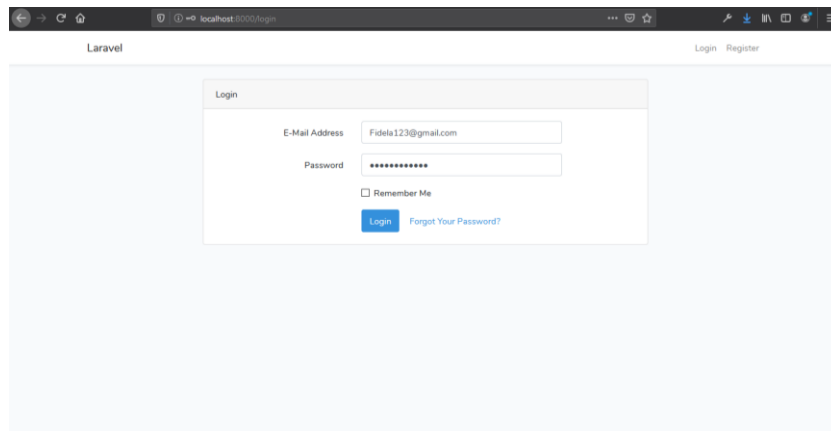 localhost:8000/login
Laravel
Login Register
Login
E-Mail Address Fidela123@gmail.com
Password ••••••••••••
Remember Me
Login Forgot Your Password?